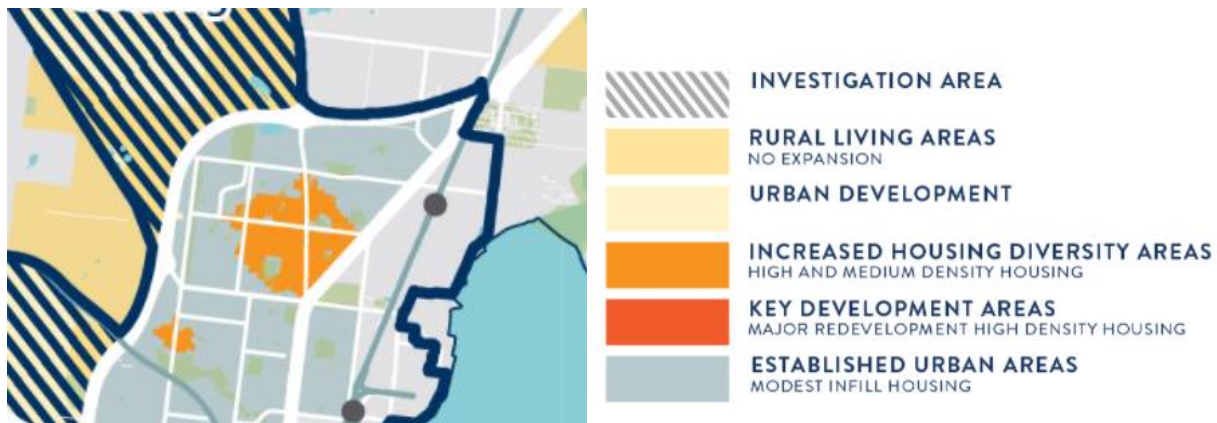 INVESTIGATION AREA
RURAL LIVING AREAS
NO EXPANSION
URBAN DEVELOPMENT
INCREASED HOUSING DIVERSITY AREAS
HIGH AND MEDIUM DENSITY HOUSING
KEY DEVELOPMENT AREAS
MAJOR REDEVELOPMENT HIGH DENSITY HOUSING
ESTABLISHED URBAN AREAS
MODEST INFILL HOUSING